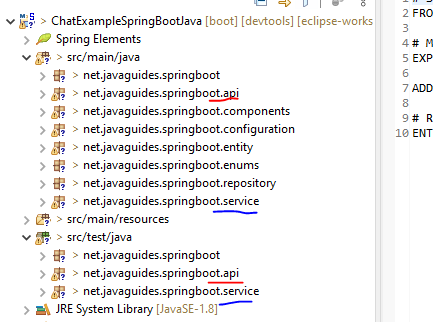 > ChatExampleSpringBootJava [boot] [devtools] [eclipse-works
> Spring Elements
> src/main/java
> net.javaguides.springboot
> net.javaguides.springboot.api
> net.javaguides.springboot.components
> net.javaguides.springboot.configuration
> net.javaguides.springboot.entity
> net.javaguides.springboot.enums
> net.javaguides.springboot.repository
> net.javaguides.springboot.service
> src/main/resources
> src/test/java
> net.javaguides.springboot
> net.javaguides.springboot.api
> net.javaguides.springboot.service
JRE System Library [JavaSE-1.8]
2 FRO
3
4 # M
5 EXP
6
7 ADD
8
9 # R
10 ENT